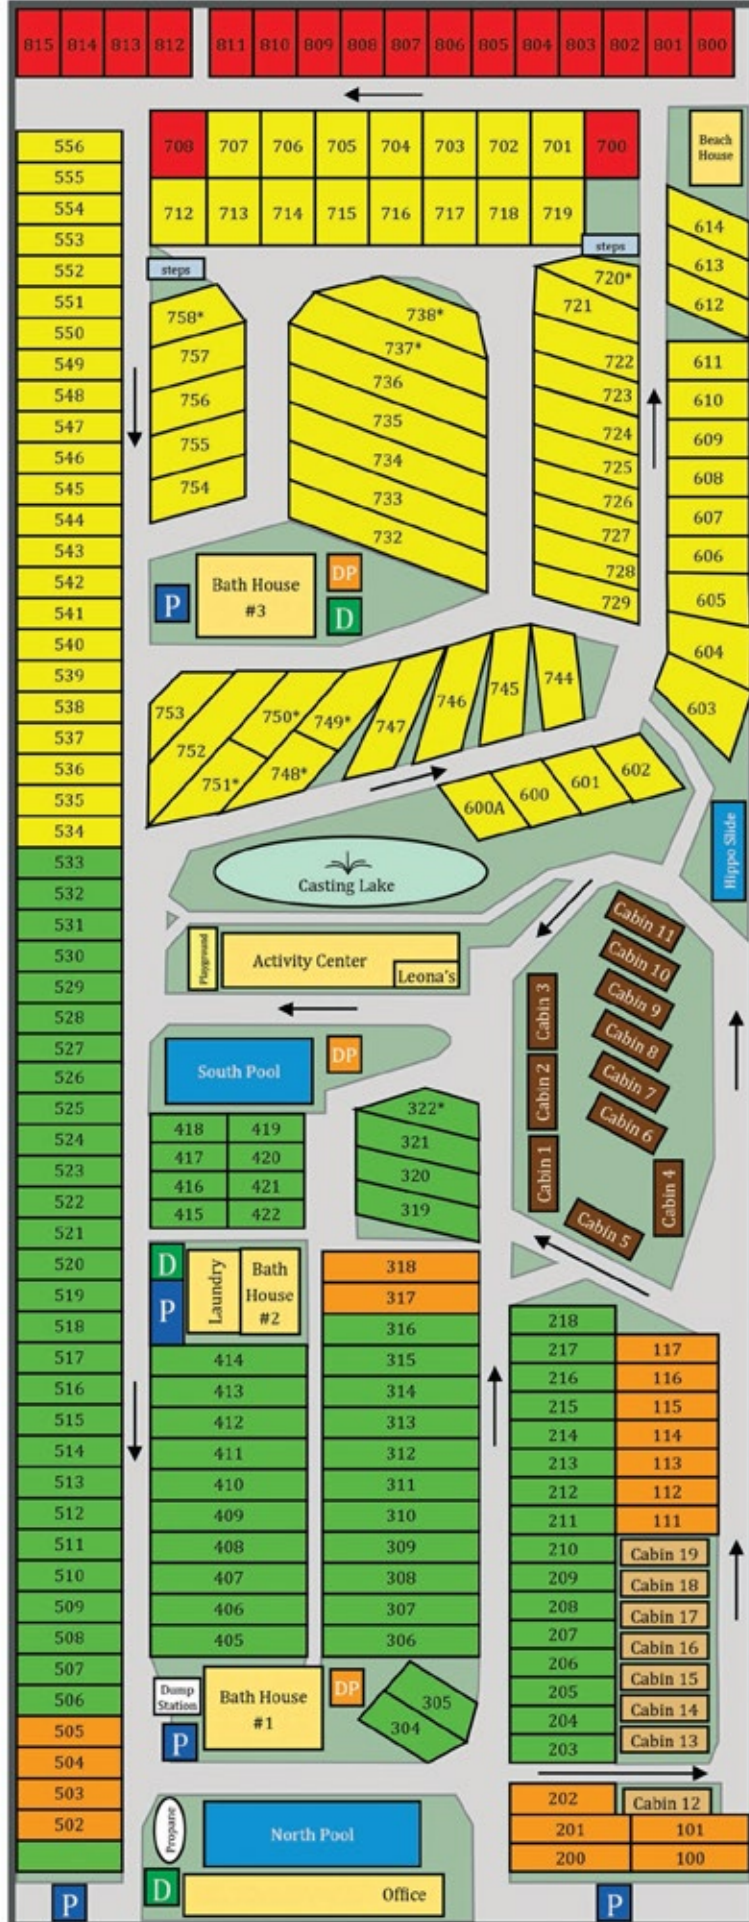 815 814 813 812 811 810 809 808 807 806 805 804 803 802 801 800
708 707 706 705 704 703 702 701 700
712 713 714 715 716 717 718 719
Beach
House
steps
steps
556
555
554
553
552
551
550
549
548
547
546
545
544
543
542
541
540
539
538
537
536
535
534
533
532
531
530
529
528
527
526
525
524
523
522
521
520
519
518
517
516
515
514
513
512
511
510
509
508
507
506
505
504
503
502
P
758*
757
756
755
754
738*
737*
736
735
734
733
732
720*
721
722
723
724
725
726
727
728
729
614
613
612
611
610
609
608
607
606
605
604
603
P
Bath House
#3
DP
D
753
752
751*
750*
749*
748*
747
746
745
744
600A
600
601
602
Hippo Slide
Casting Lake
Playground
Activity Center
Leona's
Cabin 11
Cabin 10
Cabin 9
Cabin 8
Cabin 7
Cabin 6
Cabin 3
Cabin 2
Cabin 1
Cabin 4
Cabin 5
South Pool
DP
418 419
417 420
416 421
415 422
322*
321
320
319
D
P
Laundry
Bath
House
#2
318
317
316
315
314
313
312
311
310
309
308
307
306
414
413
412
411
410
409
408
407
406
405
218
217 117
216 116
215 115
214 114
213 113
212 112
211 111
210 Cabin 19
209 Cabin 18
208 Cabin 17
207 Cabin 16
206 Cabin 15
205 Cabin 14
204 Cabin 13
203
Dump
Station
P
Bath House
#1
DP
305
304
202 Cabin 12
201 101
200 100
Propane
North Pool
D
Office
P